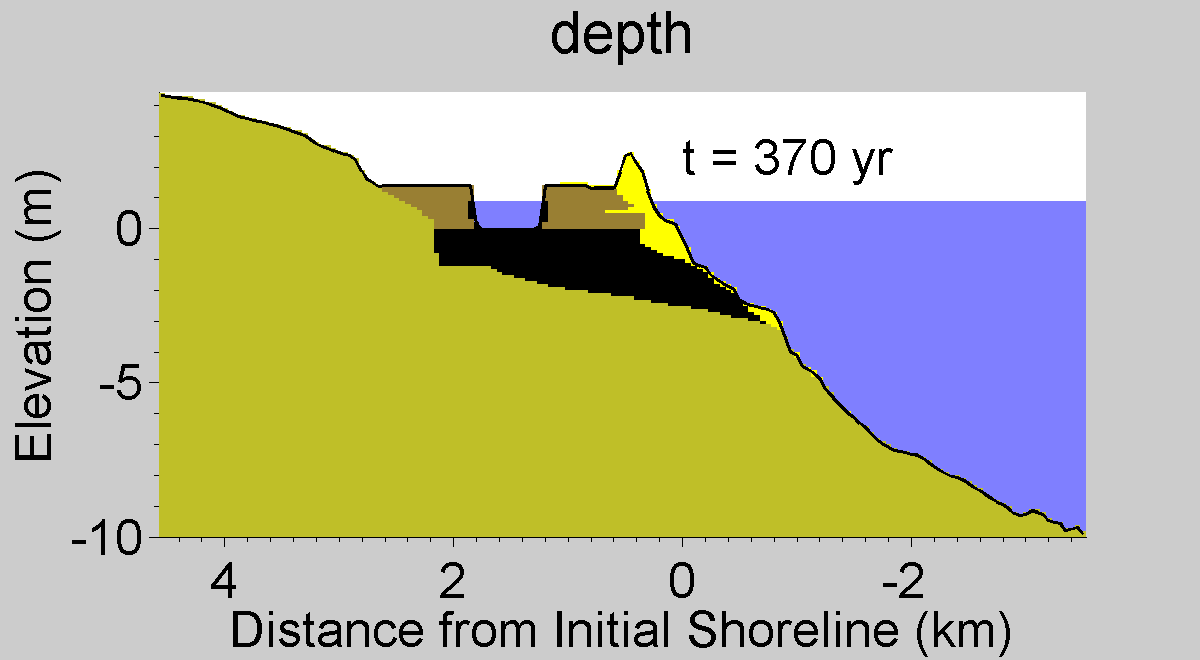 depth
t = 370 yr
Elevation (m)
0
-5
-10
4 2 0 -2
Distance from Initial Shoreline (km)